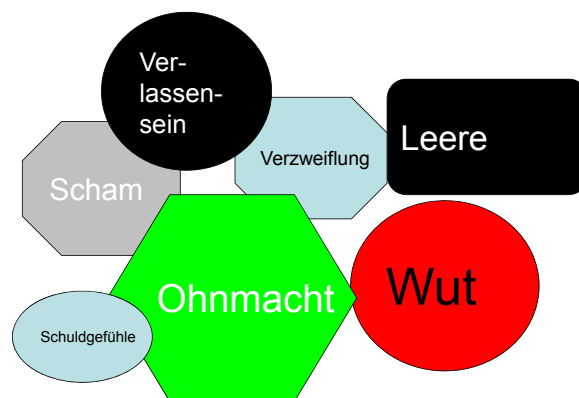 Ver-
lassen-
sein
Leere
Verzweiflung
Scham
Ohnmacht
Wut
Schuldgefühle